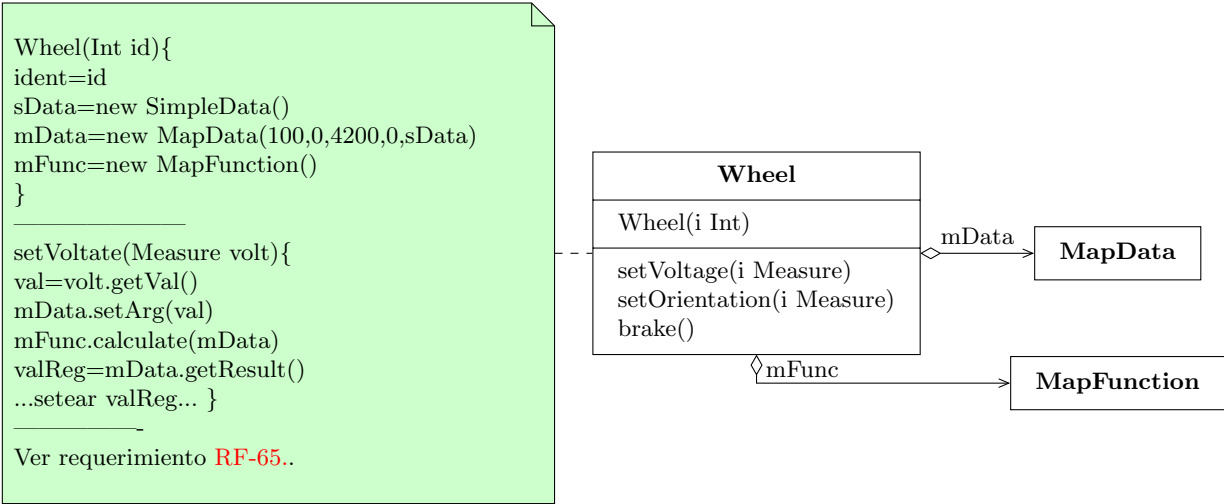 Wheel(Int id){
ident=id
sData=new SimpleData()
mData=new MapData(100,0,4200,0,sData)
mFunc=new MapFunction()
}
setVoltate(Measure volt){
val=volt.getVal()
mData.setArg(val)
mFunc.calculate(mData)
valReg=mData.getResult()
...setear valReg... }
Ver requerimiento RF-65..
Wheel
Wheel(i Int)
setVoltage(i Measure)
setOrientation(i Measure)
brake()
mData
MapData
mFunc
MapFunction